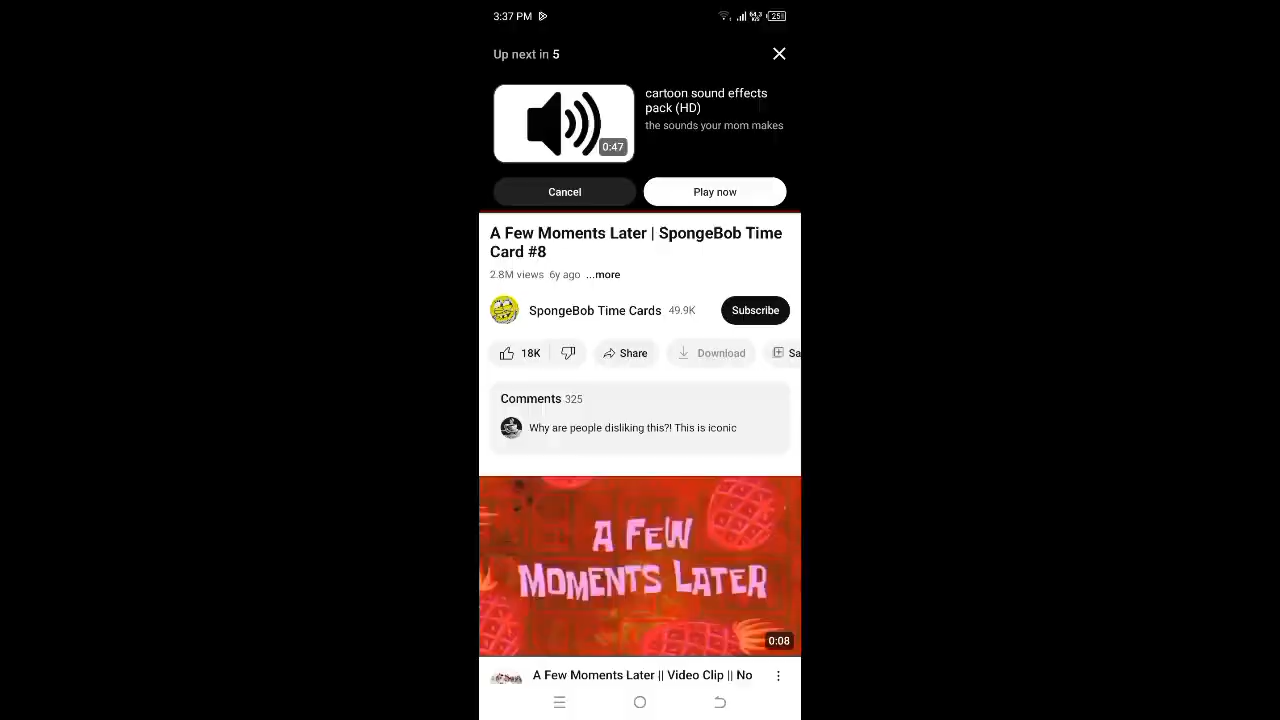 3:37 PM
25
Up next in 5
cartoon sound effects
pack (HD)
the sounds your mom makes
0:47
Cancel
Play now
A Few Moments Later | SpongeBob Time
Card #8
2.8M views 6y ago ...more
SpongeBob Time Cards 49.9K
Subscribe
18K
Share
Download
Sa
Comments 325
Why are people disliking this?! This is iconic
A FEW
MOMENTS LATER
0:08
A Few Moments Later || Video Clip || No